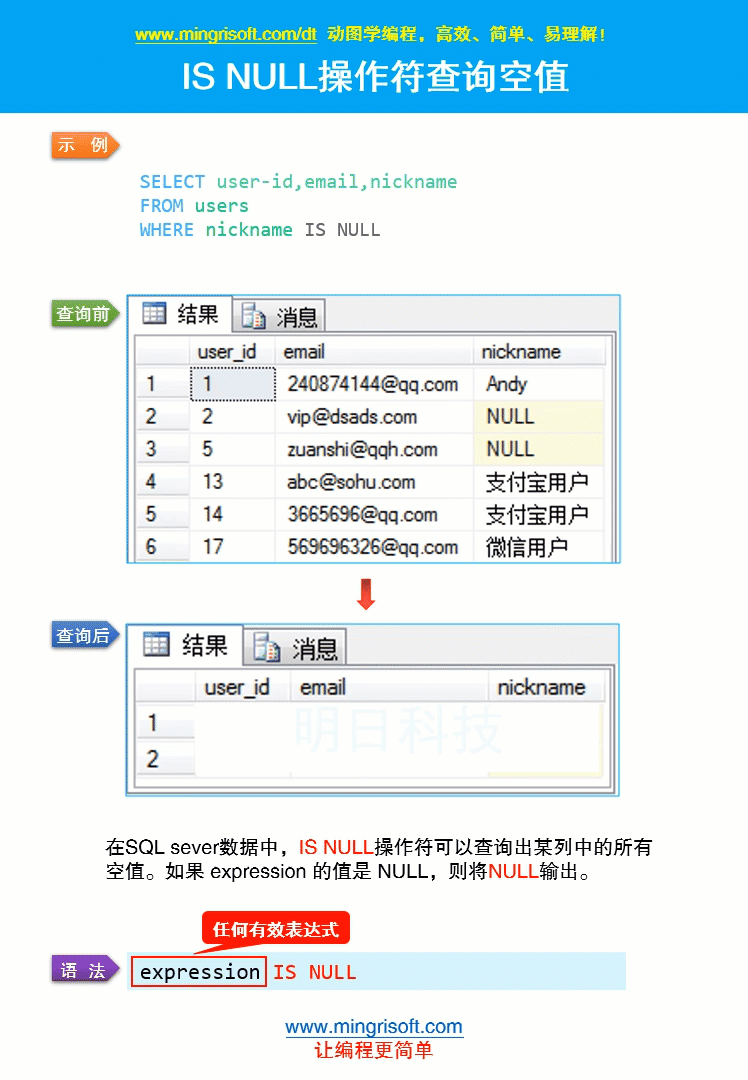 www.mingrisoft.com/dt 动图学编程，高效、简单、易理解!
IS NULL操作符查询空值
示 例
SELECT user-id,email,nickname
FROM users
WHERE nickname IS NULL
查询前
结果 消息
user_id email nickname
1 1 240874144@qq.com Andy
2 2 vip@dsads.com NULL
3 5 zuanshi@qqh.com NULL
4 13 abc@sohu.com 支付宝用户
5 14 3665696@qq.com 支付宝用户
6 17 569696326@qq.com 微信用户
查询后
结果 消息
user_id email nickname
1
明日科技
2
在SQL sever数据中，IS NULL操作符可以查询出某列中的所有
空值。如果 expression 的值是 NULL，则将NULL输出。
任何有效表达式
语 法
expression IS NULL
www.mingrisoft.com
让编程更简单